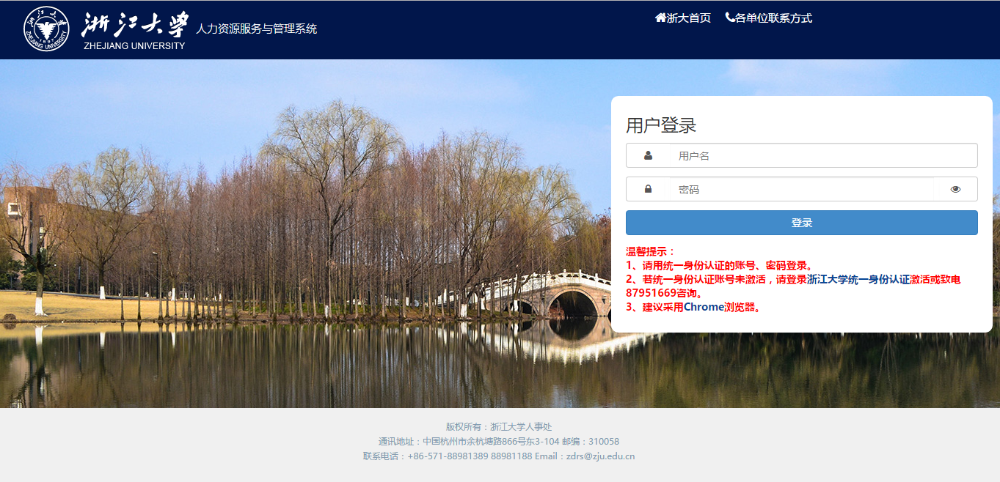 浙江大学
ZHEJIANG UNIVERSITY
人力资源服务与管理系统
浙大首页 各单位联系方式
用户登录
用户名
密码
登录
温馨提示：
1、请用统一身份认证的账号、密码登录。
2、若统一身份认证账号未激活，请登录浙江大学统一身份认证激活或致电
87951669咨询。
3、建议采用Chrome浏览器。
版权所有：浙江大学人事处
通讯地址：中国杭州市余杭塘路866号东3-104 邮编：310058
联系电话：+86-571-88981389 88981188 Email：zdrs@zju.edu.cn